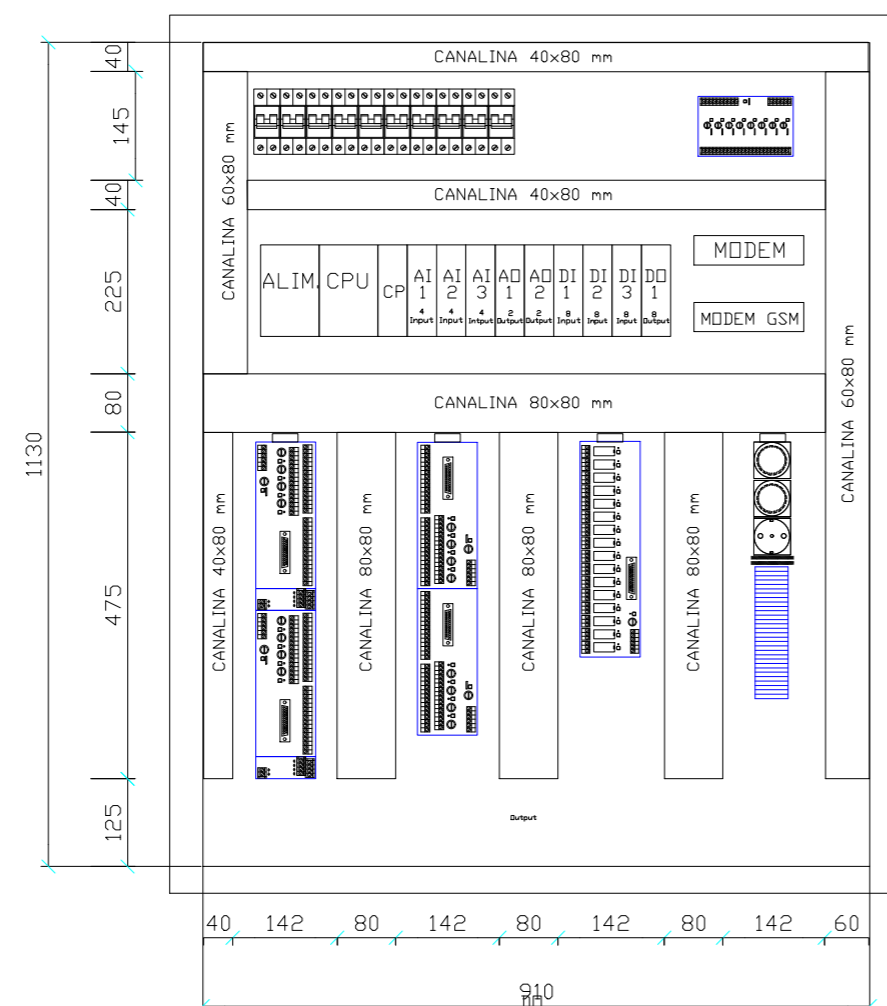 CANALINA 40x80 mm
40
145
CANALINA 60x80 mm
40
CANALINA 40x80 mm
225
ALIM.
CPU
CP
AI 1
4 Input
AI 2
4 Input
AI 3
4 Intput
AO 1
2 Output
AO 2
2 Output
DI 1
8 Input
DI 2
8 Input
DI 3
8 Input
DO 1
8 Output
MODEM
MODEM GSM
CANALINA 60x80 mm
80
CANALINA 80x80 mm
1130
475
CANALINA 40x80 mm
CANALINA 80x80 mm
CANALINA 80x80 mm
CANALINA 80x80 mm
125
Output
40 142 80 142 80 142 80 142 60
910
mm